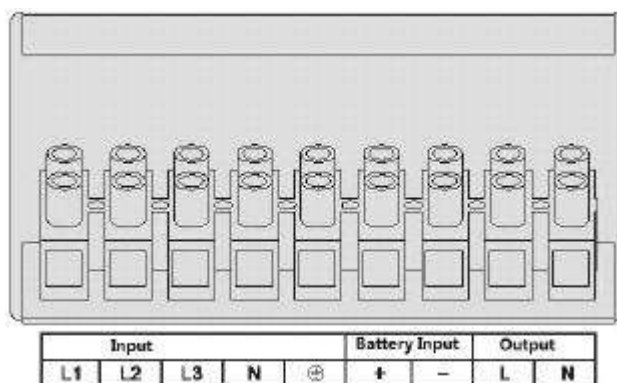 Input Battery Input Output
L1 L2 L3 N ⏚ + − L N